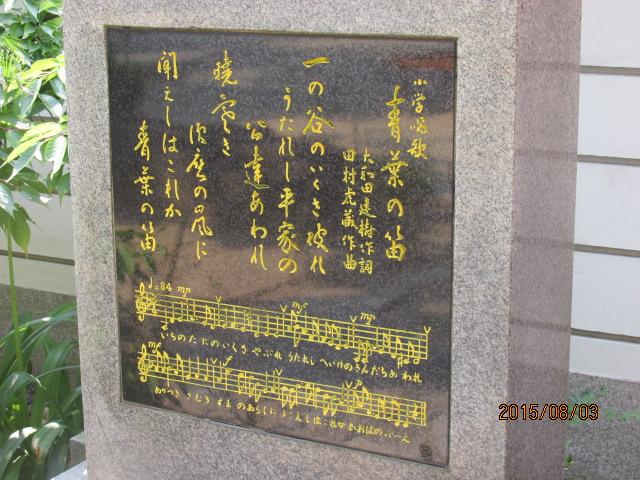 小学唱歌
青葉の笛
大和田建樹作詞
田村虎蔵作曲
一の谷のいくさ破れ
うたれし平家の
公達あわれ
暁寒き
須磨の嵐に
聞えしはこれか
青葉の笛
♩=84 mp mf mp
いちのたにのいくさやぶれ うたれし へいけの きんだちあわれ
mp f p
あかつきさむき すまのあらしに きこえしはこれか あおばのふーえ
2015/08/03